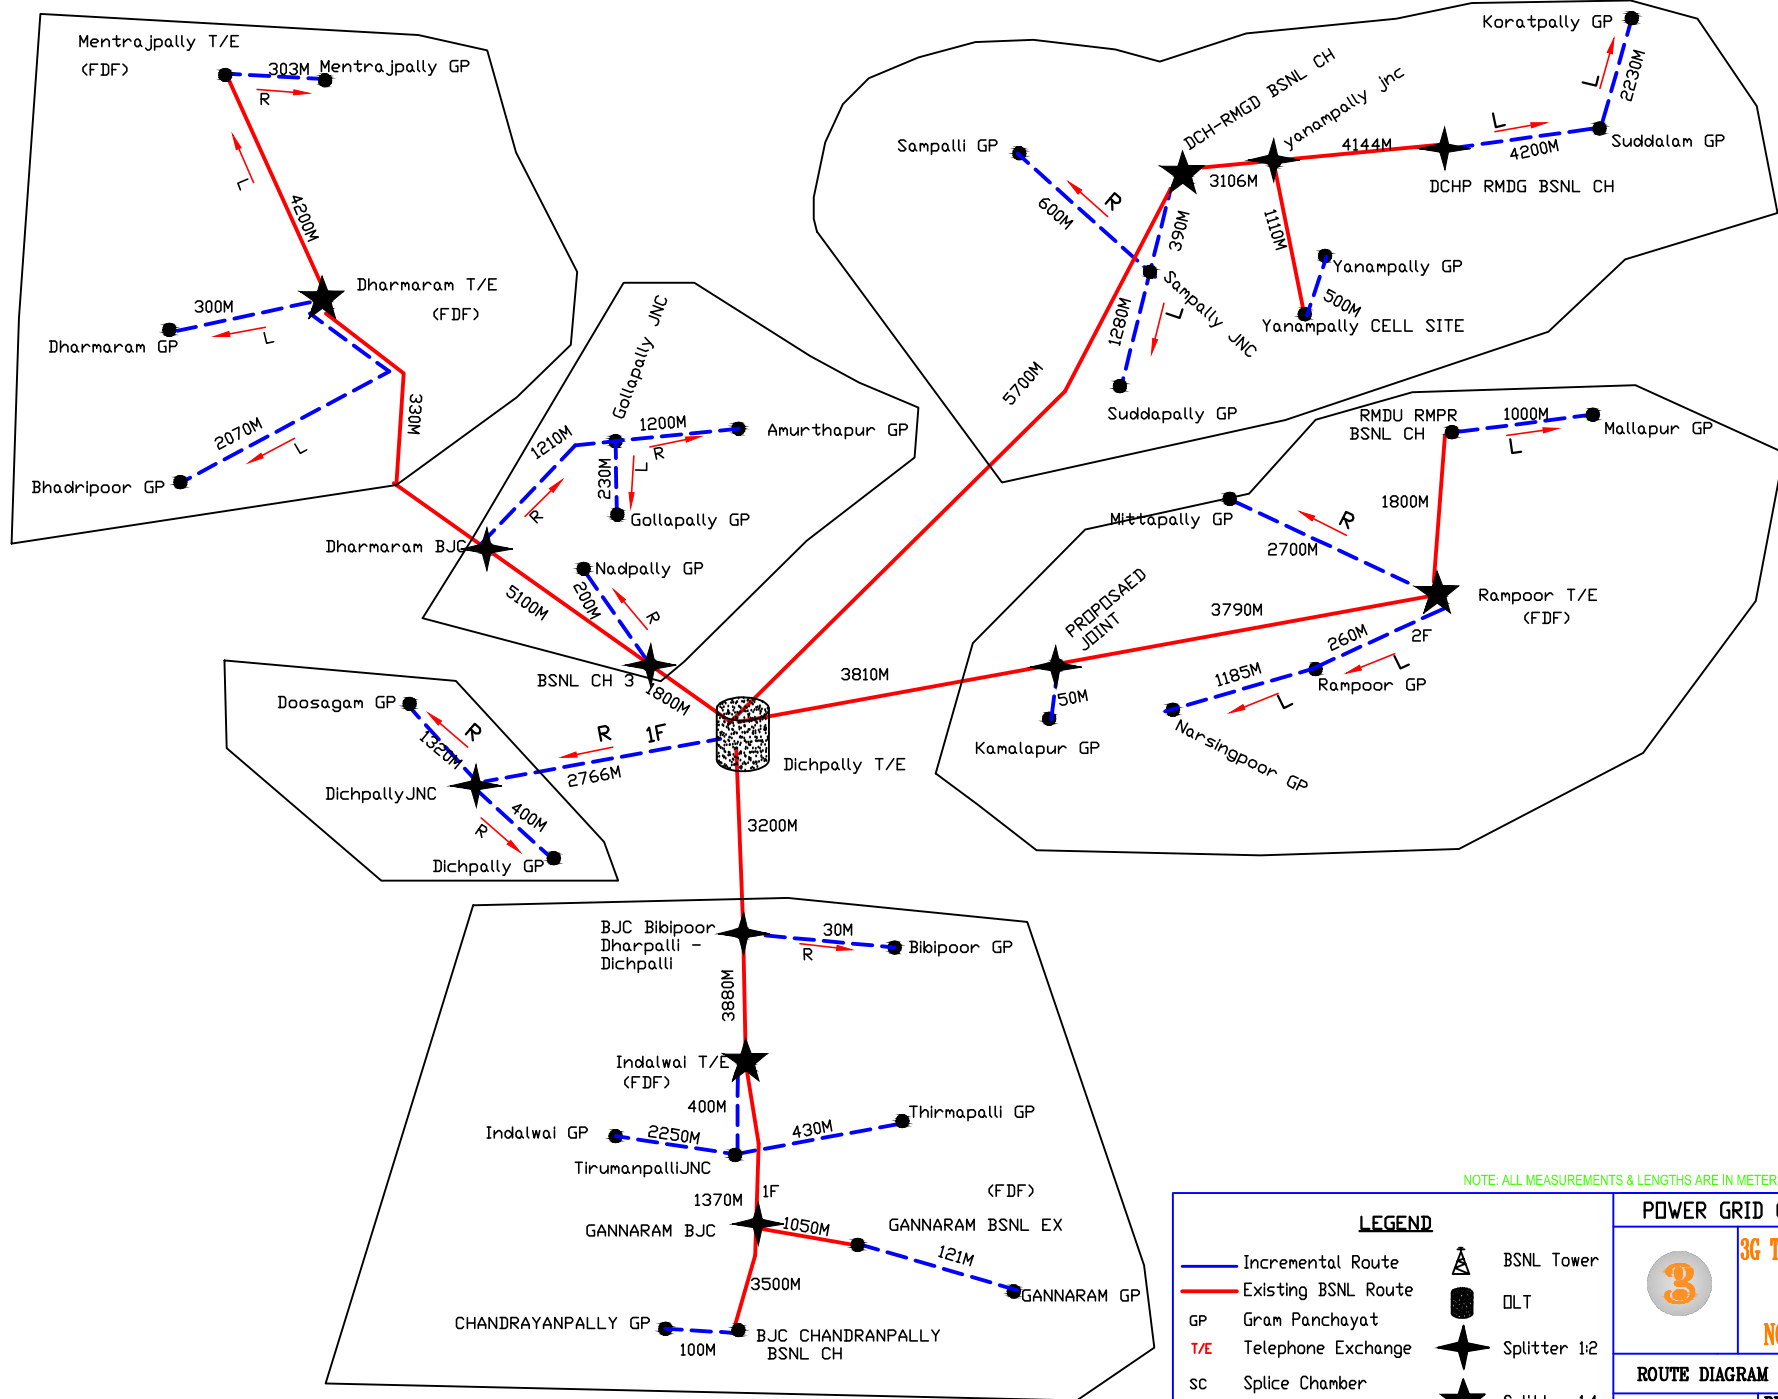 Mentrajpally T/E
(FDF)
303M
Mentrajpally GP
R
L
4200M
Dharmaram T/E
(FDF)
300M
L
Dharmaram GP
330M
2070M
L
Bhadripoor GP
Koratpally GP
L
2230M
DCH-RMGD BSNL CH
yanampally jnc
Sampalli GP
4144M
L
4200M
Suddalam GP
3106M
DCHP RMDG BSNL CH
R
600M
390M
1110M
Yanampally GP
Sampally JNC
500M
1280M
L
Yanampally CELL SITE
Suddapally GP
5700M
Gollapally JNC
1210M
1200M
R
Amurthapur GP
230M
L
R
Gollapally GP
Dharmaram BJC
Nadpally GP
5100M
200M
R
BSNL CH 3
1800M
RMDU RMPR
BSNL CH
1000M
L
Mallapur GP
1800M
Mittapally GP
R
2700M
PROPOSAED
JOINT
3790M
Rampoor T/E
(FDF)
260M
2F
L
1185M
Rampoor GP
L
3810M
50M
Narsingpoor GP
Kamalapur GP
Doosagam GP
R
1320M
R
1F
2766M
Dichpally T/E
DichpallyJNC
400M
R
Dichpally GP
3200M
BJC Bibipoor
Dharpalli -
Dichpalli
30M
R
Bibipoor GP
3880M
Indalwai T/E
(FDF)
400M
Thirmapalli GP
Indalwai GP
2250M
430M
TirumanpalliJNC
1370M
1F
(FDF)
GANNARAM BJC
1050M
GANNARAM BSNL EX
121M
3500M
GANNARAM GP
CHANDRAYANPALLY GP
BJC CHANDRANPALLY
BSNL CH
100M
NOTE: ALL MEASUREMENTS & LENGTHS ARE IN METER
LEGEND
Incremental Route
BSNL Tower
Existing BSNL Route
OLT
GP
Gram Panchayat
T/E
Telephone Exchange
Splitter 1:2
SC
Splice Chamber
Splitter 1:4
POWER GRID
3
3G T
NO
ROUTE DIAGRAM